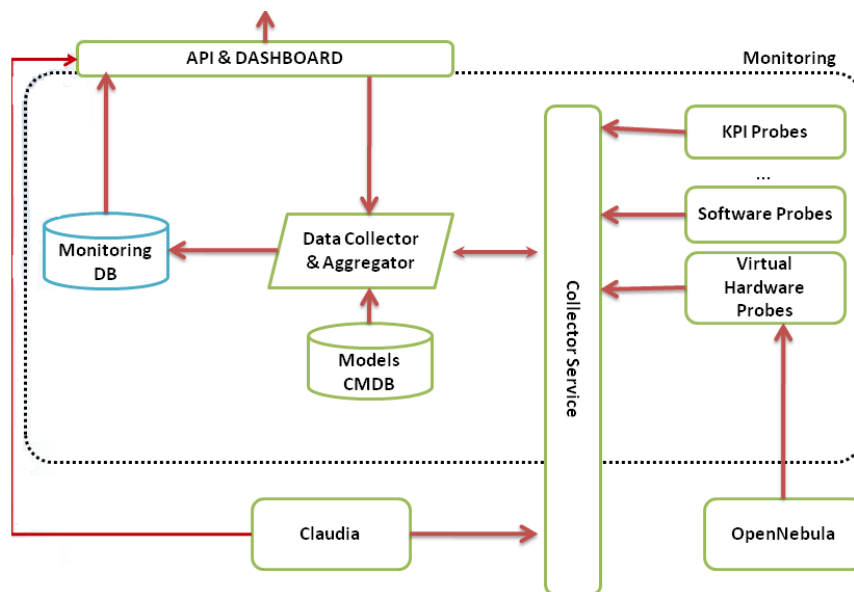 API & DASHBOARD
Monitoring
KPI Probes
...
Software Probes
Monitoring
DB
Data Collector
& Aggregator
Virtual
Hardware
Probes
Models
CMDB
Collector Service
Claudia
OpenNebula